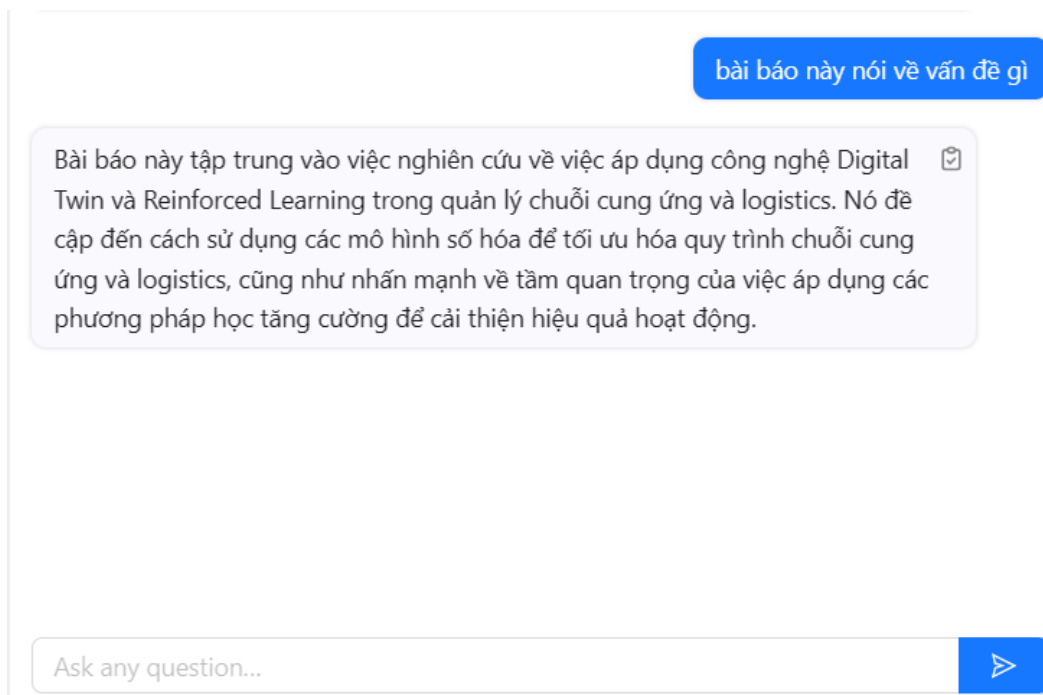 bài báo này nói về vấn đề gì
Bài báo này tập trung vào việc nghiên cứu về việc áp dụng công nghệ Digital
Twin và Reinforced Learning trong quản lý chuỗi cung ứng và logistics. Nó đề
cập đến cách sử dụng các mô hình số hóa để tối ưu hóa quy trình chuỗi cung
ứng và logistics, cũng như nhấn mạnh về tầm quan trọng của việc áp dụng các
phương pháp học tăng cường để cải thiện hiệu quả hoạt động.
Ask any question...